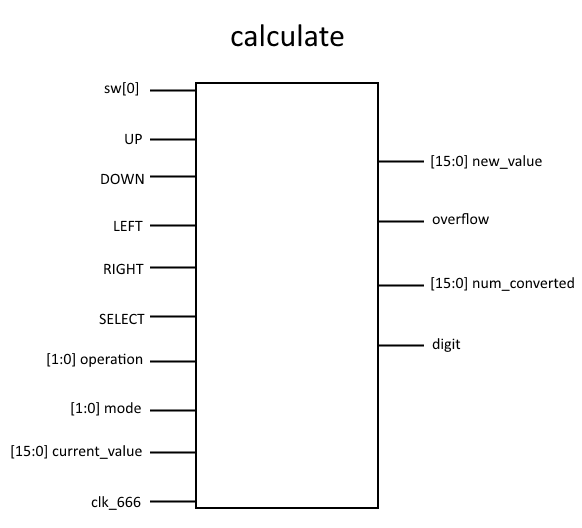 calculate
sw[0]
UP
DOWN
LEFT
RIGHT
SELECT
[1:0] operation
[1:0] mode
[15:0] current_value
clk_666
[15:0] new_value
overflow
[15:0] num_converted
digit